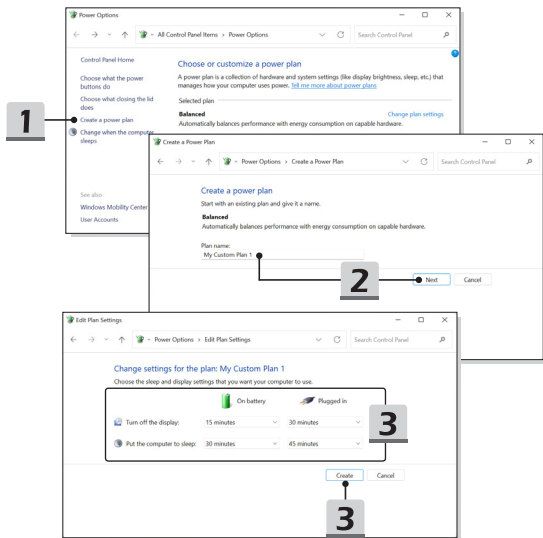 Power Options
All Control Panel Items > Power Options
Search Control Panel
Control Panel Home
Choose what the power
buttons do
Choose what closing the lid
does
Create a power plan
Change when the computer
sleeps
See also
Windows Mobility Center
User Accounts
Choose or customize a power plan
A power plan is a collection of hardware and system settings (like display brightness, sleep, etc.) that
manages how your computer uses power. Tell me more about power plans
Selected plan
Balanced
Change plan settings
Automatically balances performance with energy consumption on capable hardware.
1
Create a Power Plan
Power Options > Create a Power Plan
Search Control Panel
Create a power plan
Start with an existing plan and give it a name.
Balanced
Automatically balances performance with energy consumption on capable hardware.
Plan name:
My Custom Plan 1
2
Next
Cancel
Edit Plan Settings
Power Options > Edit Plan Settings
Search Control Panel
Change settings for the plan: My Custom Plan 1
Choose the sleep and display settings that you want your computer to use.
On battery
Plugged in
Turn off the display:
15 minutes
30 minutes
Put the computer to sleep:
30 minutes
45 minutes
3
Create
Cancel
3